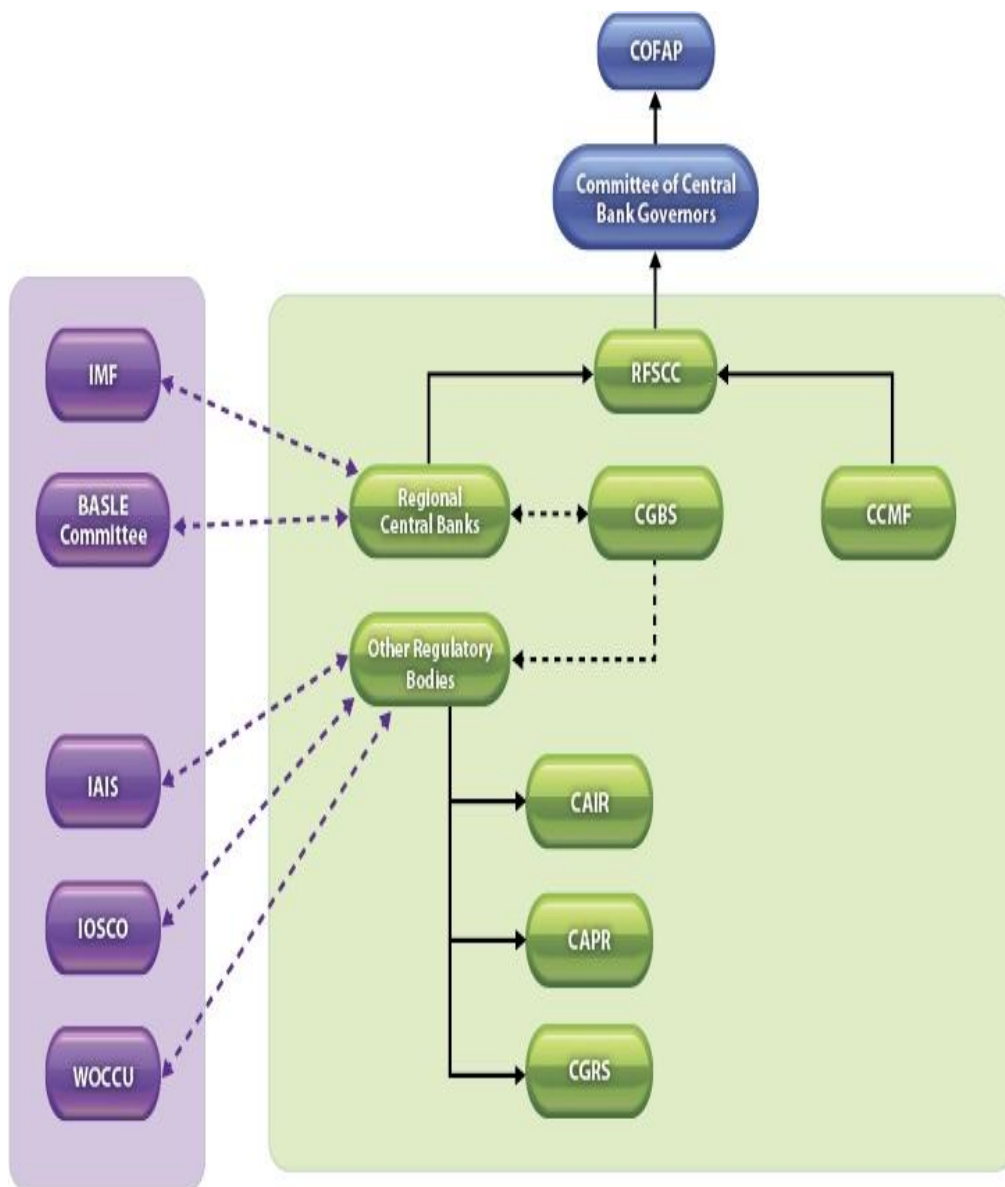 COFAP
Committee of Central
Bank Governors
IMF
RFSCC
BASLE
Committee
Regional
Central Banks
CGBS
CCMF
Other Regulatory
Bodies
IAIS
CAIR
IOSCO
CAPR
WOCCU
CGRS